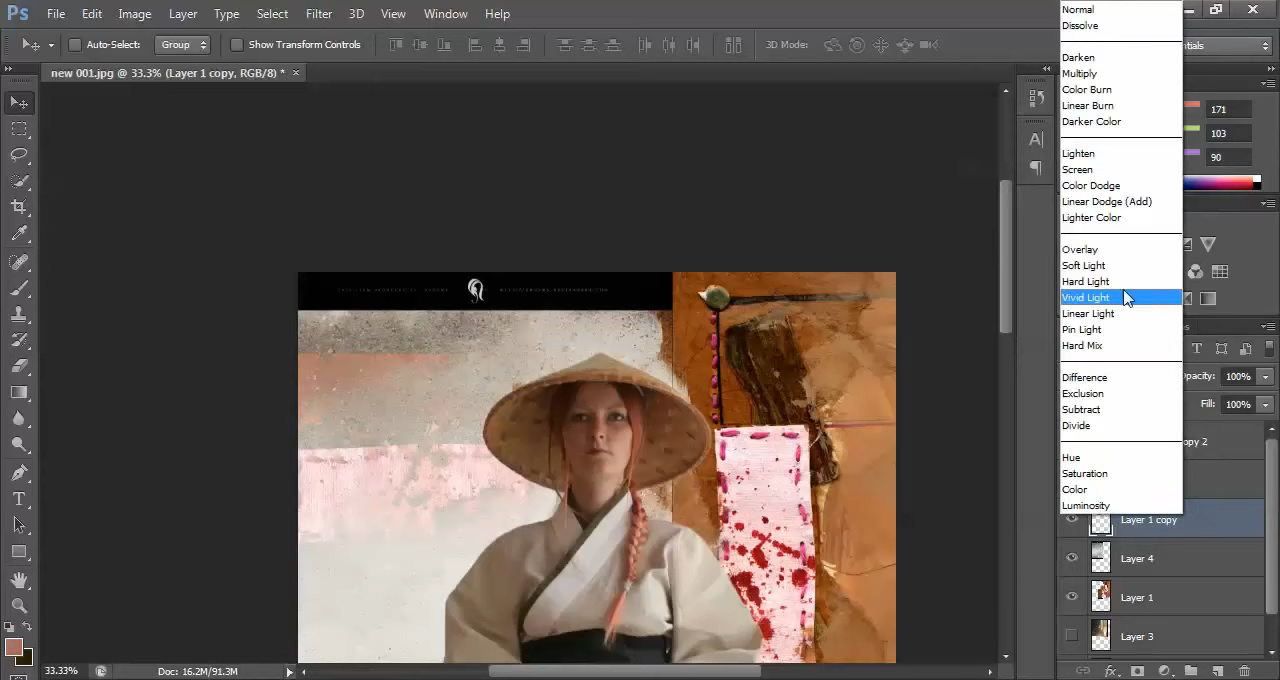 Ps File Edit Image Layer Type Select Filter 3D View Window Help
Auto-Select: Group Show Transform Controls 3D Mode: ntials
new 001.jpg @ 33.3% (Layer 1 copy, RGB/8) * ×
Normal
Dissolve
Darken
Multiply
Color Burn
Linear Burn
Darker Color
Lighten
Screen
Color Dodge
Linear Dodge (Add)
Lighter Color
Overlay
Soft Light
Hard Light
Vivid Light
Linear Light
Pin Light
Hard Mix
Difference
Exclusion
Subtract
Divide
Hue
Saturation
Color
Luminosity
171
103
90
Opacity: 100%
Fill: 100%
opy 2
Layer 1 copy
Layer 4
Layer 1
Layer 3
33.33% Doc: 16.2M/91.3M